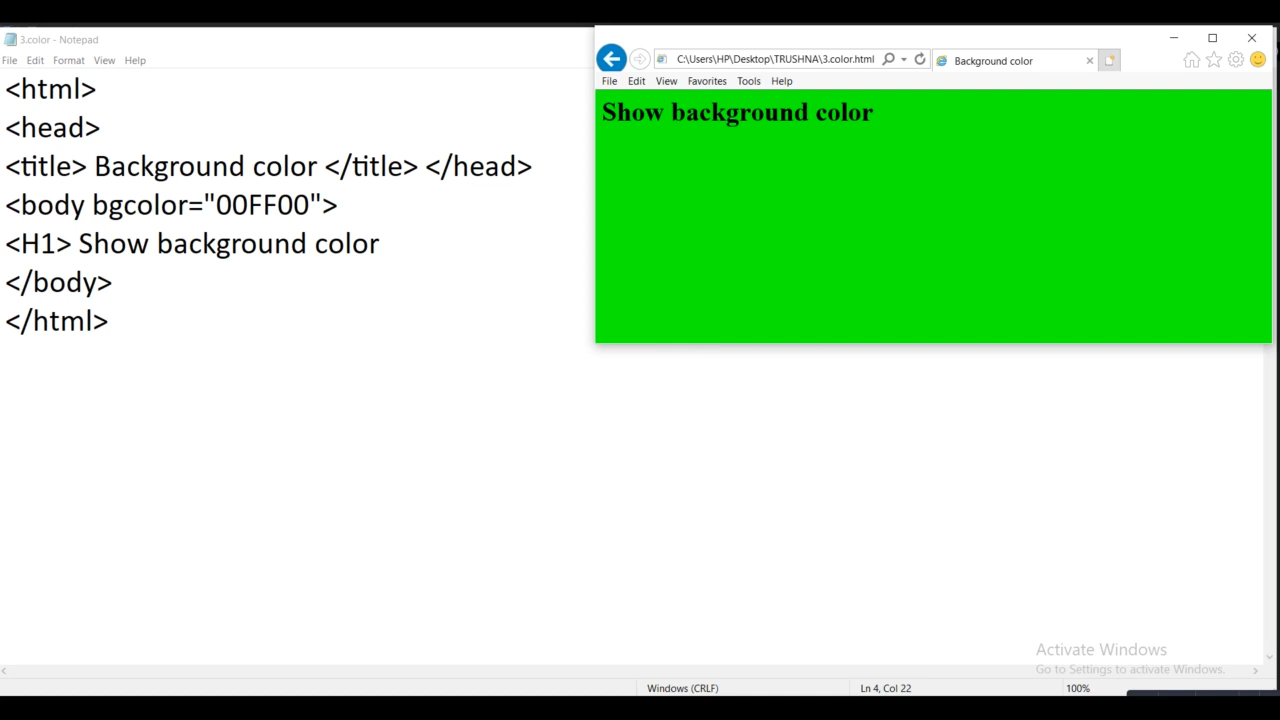 3.color - Notepad
File Edit Format View Help
<html>
<head>
<title> Background color </title> </head>
<body bgcolor="00FF00">
<H1> Show background color
</body>
</html>
C:\Users\HP\Desktop\TRUSHNA\3.color.html
Background color
File Edit View Favorites Tools Help
Show background color
Activate Windows
Go to Settings to activate Windows.
Windows (CRLF) Ln 4, Col 22 100%